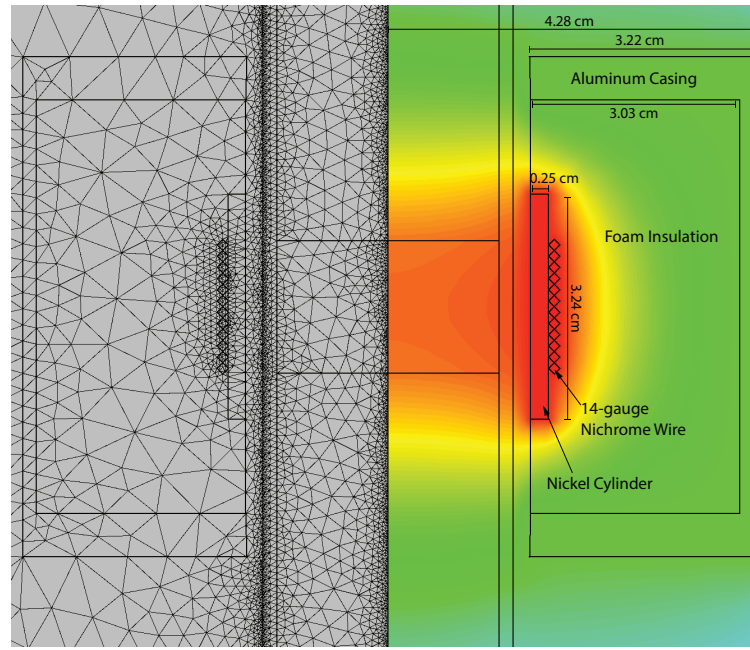 4.28 cm
3.22 cm
Aluminum Casing
3.03 cm
0.25 cm
Foam Insulation
3.24 cm
14-gauge
Nichrome Wire
Nickel Cylinder